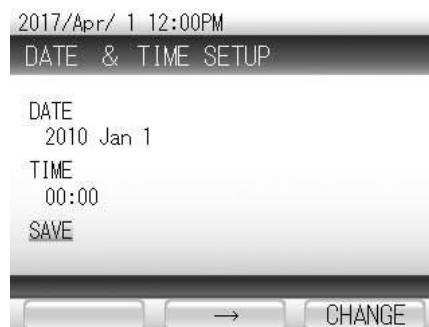 2017/Apr/ 1 12:00PM
DATE & TIME SETUP
DATE
2010 Jan 1
TIME
00:00
SAVE
→ CHANGE